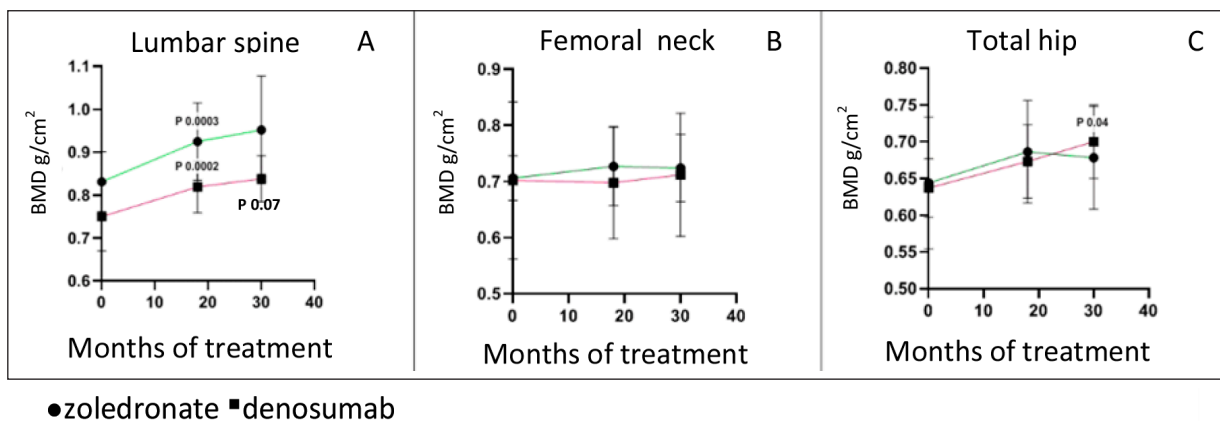 Lumbar spine A
1.1
1.0
0.9
0.8
0.7
0.6
BMD g/cm²
P 0.0003
P 0.0002
P 0.07
0 10 20 30 40
Months of treatment
Femoral neck B
0.9
0.8
0.7
0.6
0.5
BMD g/cm²
0 10 20 30 40
Months of treatment
Total hip C
0.80
0.75
0.70
0.65
0.60
0.55
0.50
BMD g/cm²
P 0.04
0 10 20 30 40
Months of treatment
●zoledronate ■denosumab